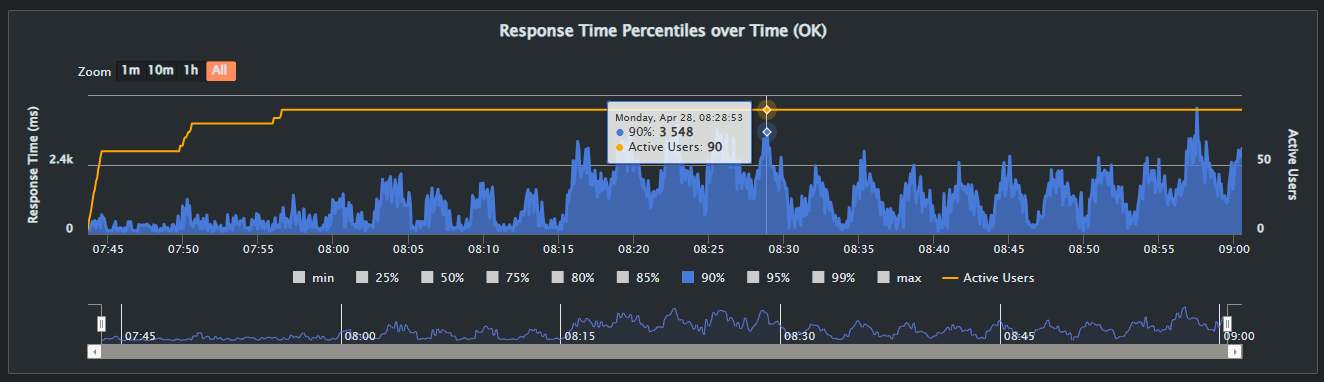 Response Time Percentiles over Time (OK)
Zoom 1m 10m 1h All
Response Time (ms)
2.4k
0
Monday, Apr 28, 08:28:53
90%: 3 548
Active Users: 90
50
0
Active Users
07:45 07:50 07:55 08:00 08:05 08:10 08:15 08:20 08:25 08:30 08:35 08:40 08:45 08:50 08:55 09:00
min 25% 50% 75% 80% 85% 90% 95% 99% max Active Users
07:45 08:00 08:15 08:30 08:45 09:00